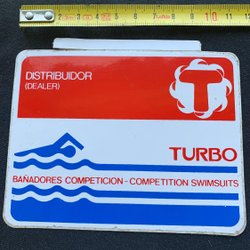 DISTRIBUIDOR
(DEALER)
T
TURBO
BAÑADORES COMPETICION - COMPETITION SWIMSUITS